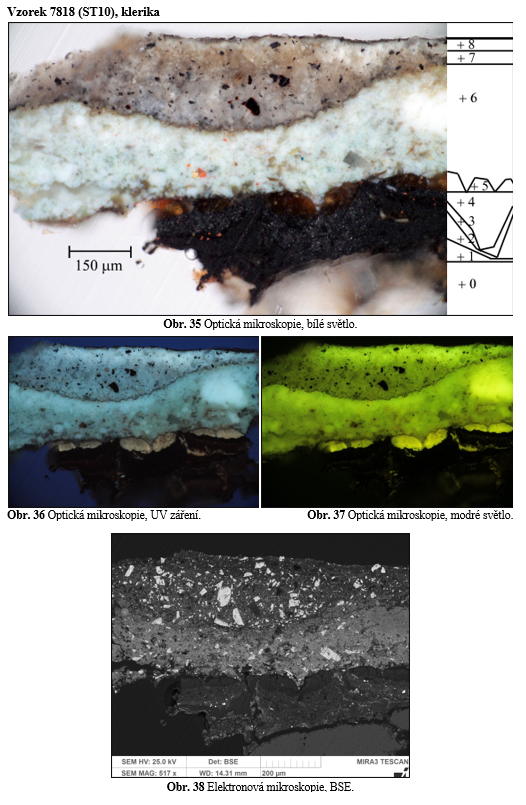 Vzorek 7818 (ST10), klerika
+ 8
+ 7
+ 6
+ 5
+ 4
+ 3
+ 2
+ 1
+ 0
150 μm
Obr. 35 Optická mikroskopie, bílé světlo.
Obr. 36 Optická mikroskopie, UV záření.
Obr. 37 Optická mikroskopie, modré světlo.
SEM HV: 25.0 kV Det: BSE MIRA3 TESCAN
SEM MAG: 517 x WD: 14.31 mm 200 μm
Obr. 38 Elektronová mikroskopie, BSE.